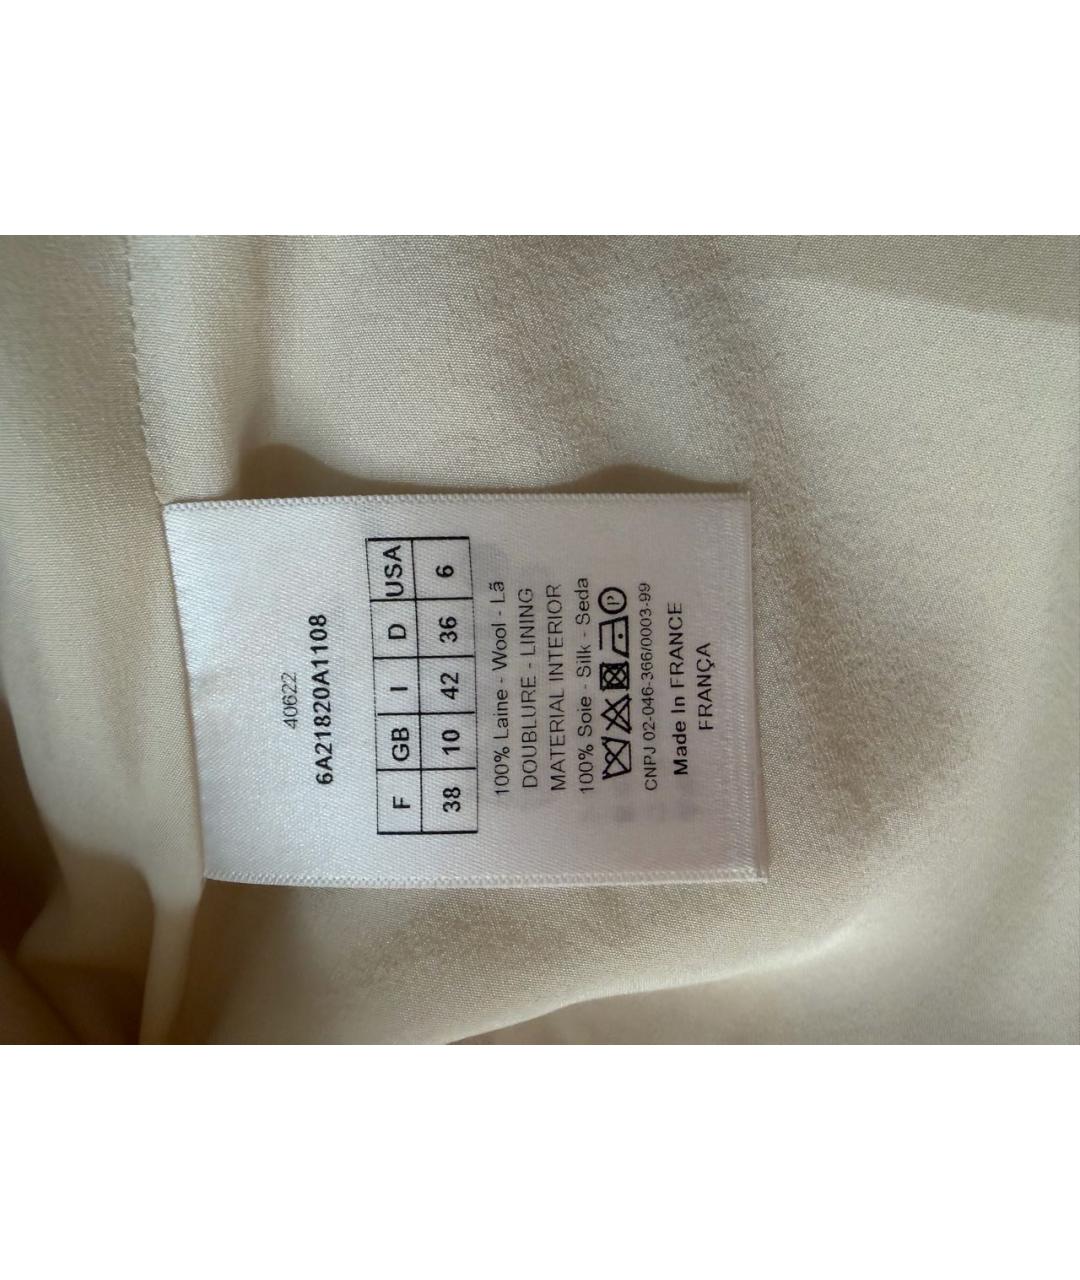 40622
6A21820A1108
F GB I D USA
38 10 42 36 6
100% Laine - Wool - Lã
DOUBLURE - LINING
MATERIAL INTERIOR
100% Soie - Silk - Seda
P
CNPJ 02-046-366/0003-99
Made In FRANCE
FRANÇA